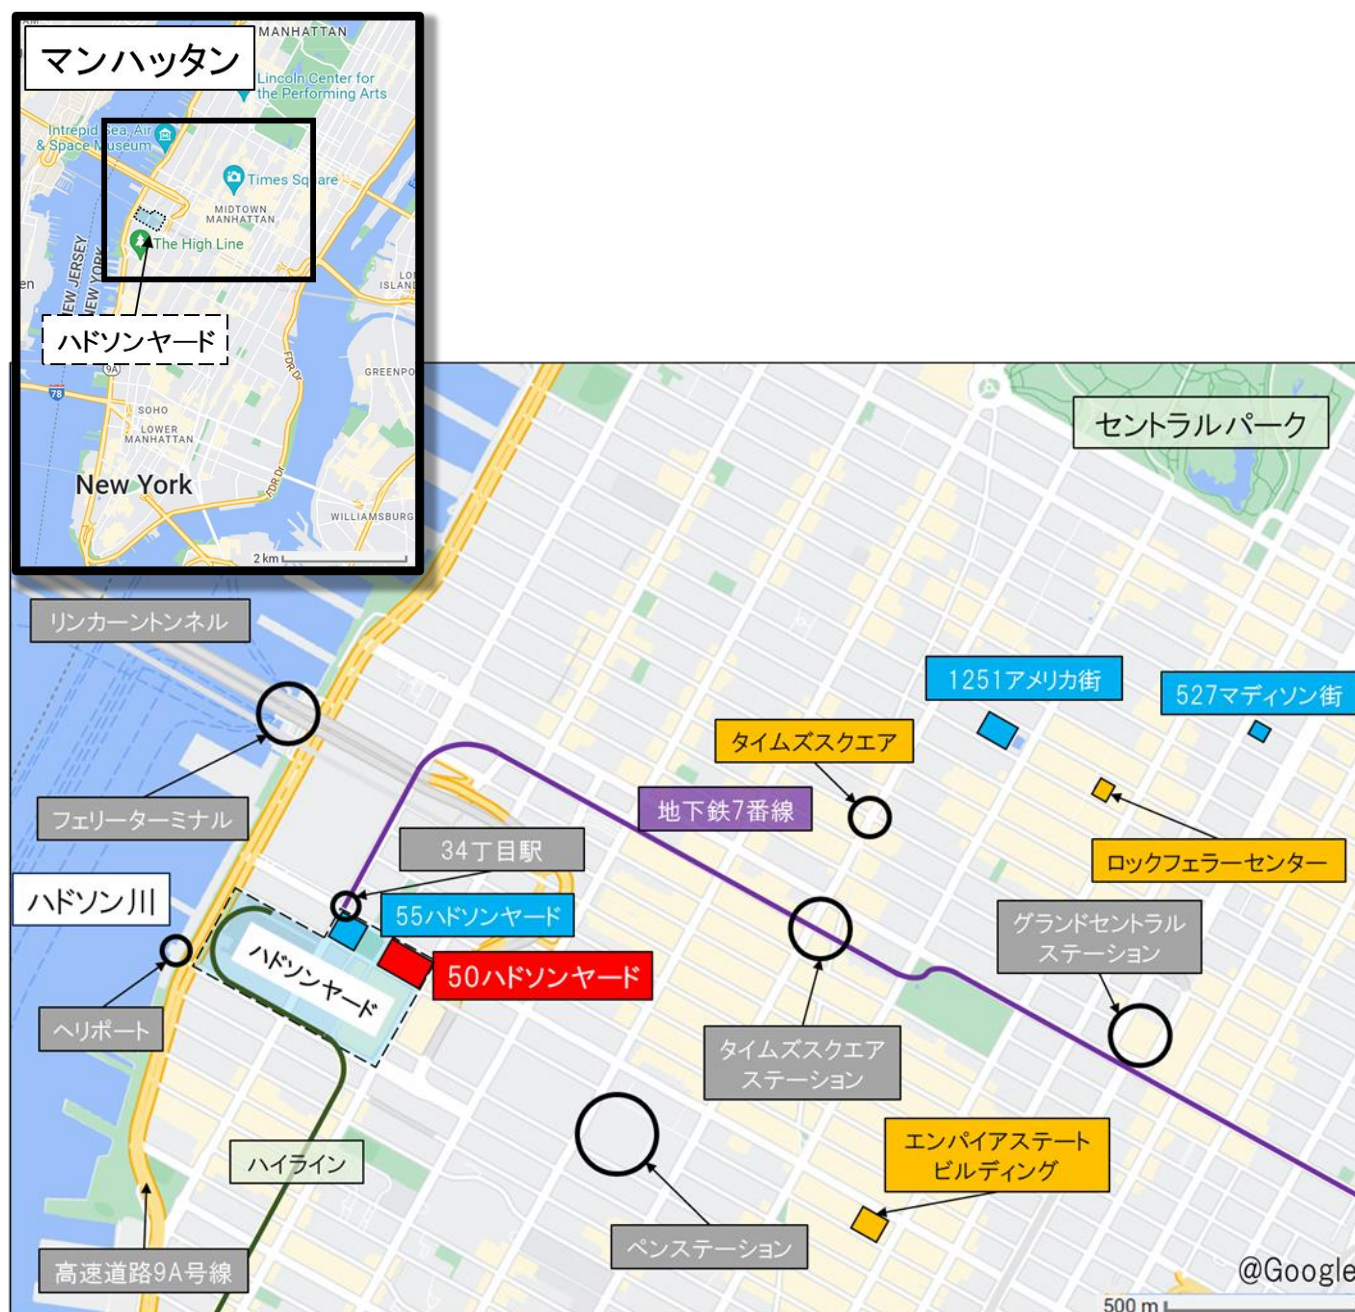 マンハッタン
MANHATTAN
Lincoln Center for
the Performing Arts
Intrepid Sea, Air
& Space Museum
Times Square
MIDTOWN
MANHATTAN
The High Line
NEW JERSEY
NEW YORK
ハドソンヤード
9A
78
FDR Dr
GREENPO
SOHO
LOWER
MANHATTAN
FDR Dr
New York
WILLIAMSBURG
2 km
セントラルパーク
リンカーントンネル
1251アメリカ街
527マディソン街
タイムズスクエア
地下鉄7番線
フェリーターミナル
34丁目駅
ロックフェラーセンター
ハドソン川
55ハドソンヤード
グランドセントラル
ステーション
ハドソンヤード
50ハドソンヤード
ヘリポート
タイムズスクエア
ステーション
エンパイアステート
ビルディング
ハイライン
ペンステーション
高速道路9A号線
@Google
500 m